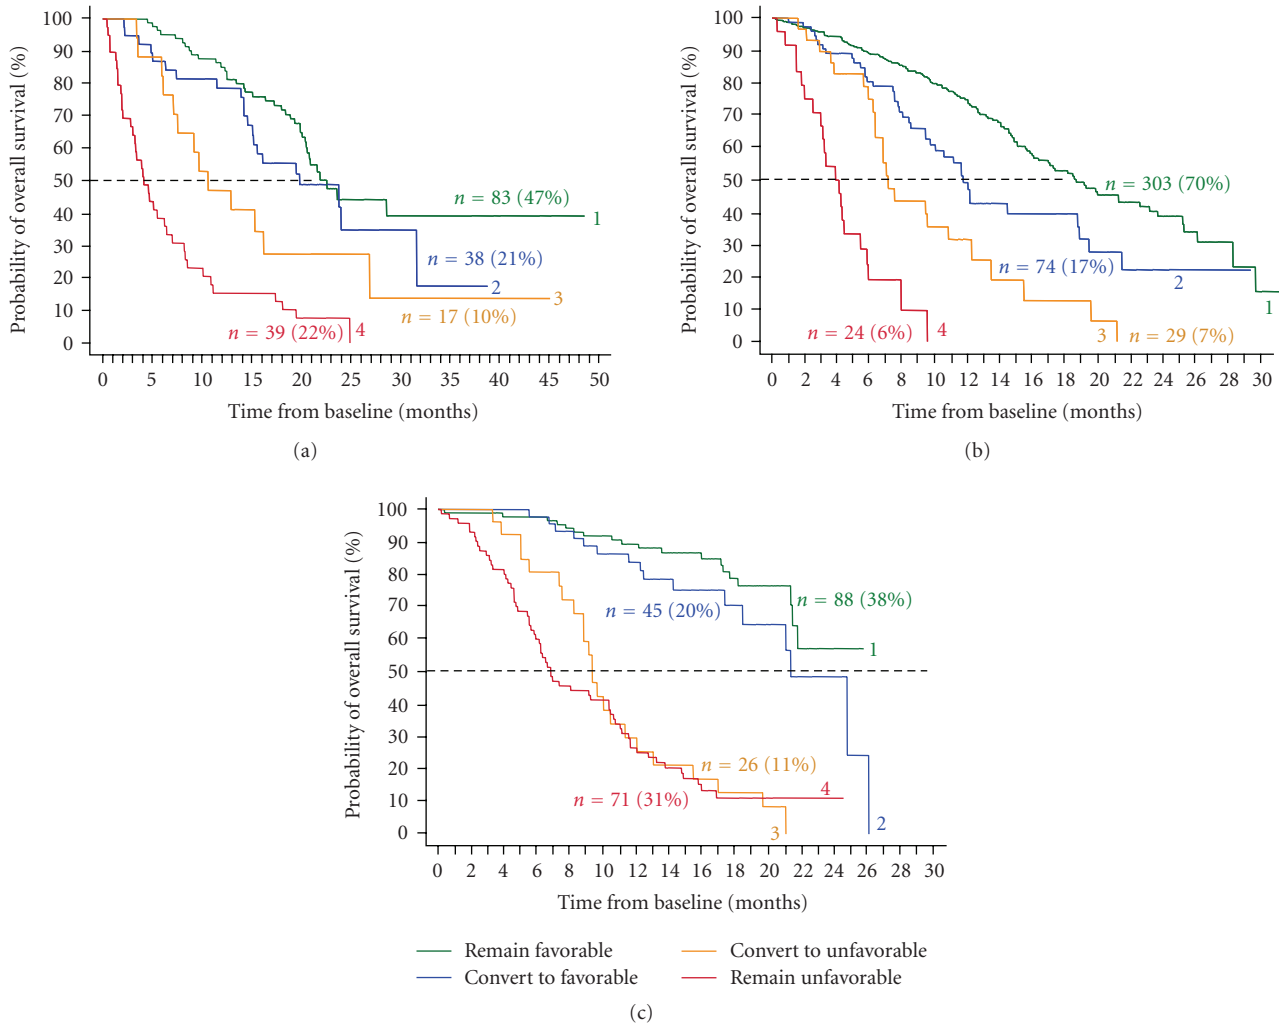 Probability of overall survival (%)
100
90
80
70
60
50
40
30
20
10
0
n = 83 (47%)
1
n = 38 (21%)
2
3
n = 17 (10%)
n = 39 (22%)
4
0 5 10 15 20 25 30 35 40 45 50
Time from baseline (months)
(a)
Probability of overall survival (%)
100
90
80
70
60
50
40
30
20
10
0
n = 303 (70%)
n = 74 (17%)
2
1
n = 24 (6%)
4
3
n = 29 (7%)
0 2 4 6 8 10 12 14 16 18 20 22 24 26 28 30
Time from baseline (months)
(b)
Probability of overall survival (%)
100
90
80
70
60
50
40
30
20
10
0
n = 88 (38%)
n = 45 (20%)
1
n = 26 (11%)
n = 71 (31%)
4
3
2
0 2 4 6 8 10 12 14 16 18 20 22 24 26 28 30
Time from baseline (months)
Remain favorable
Convert to favorable
Convert to unfavorable
Remain unfavorable
(c)